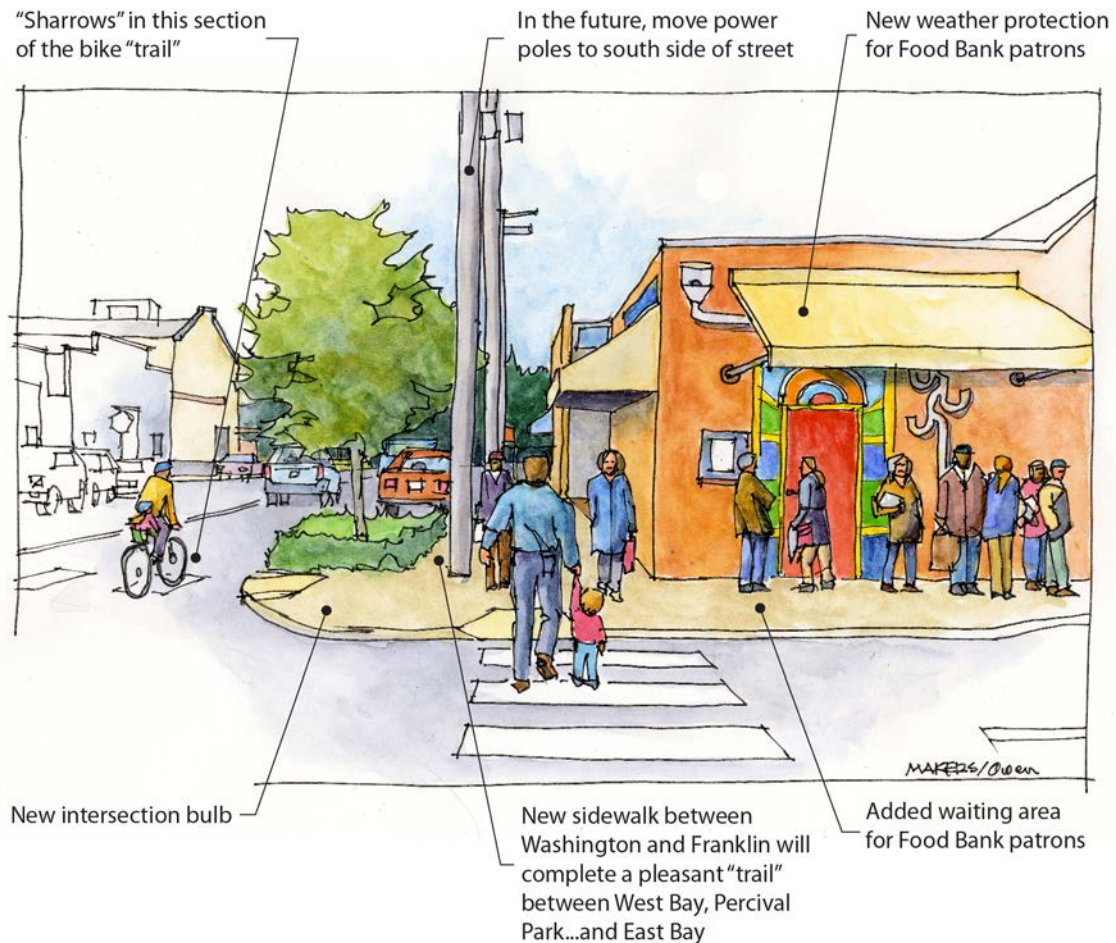 “Sharrows” in this section
of the bike “trail”
In the future, move power
poles to south side of street
New weather protection
for Food Bank patrons
MAKERS/Owen
New intersection bulb
New sidewalk between
Washington and Franklin will
complete a pleasant “trail”
between West Bay, Percival
Park...and East Bay
Added waiting area
for Food Bank patrons